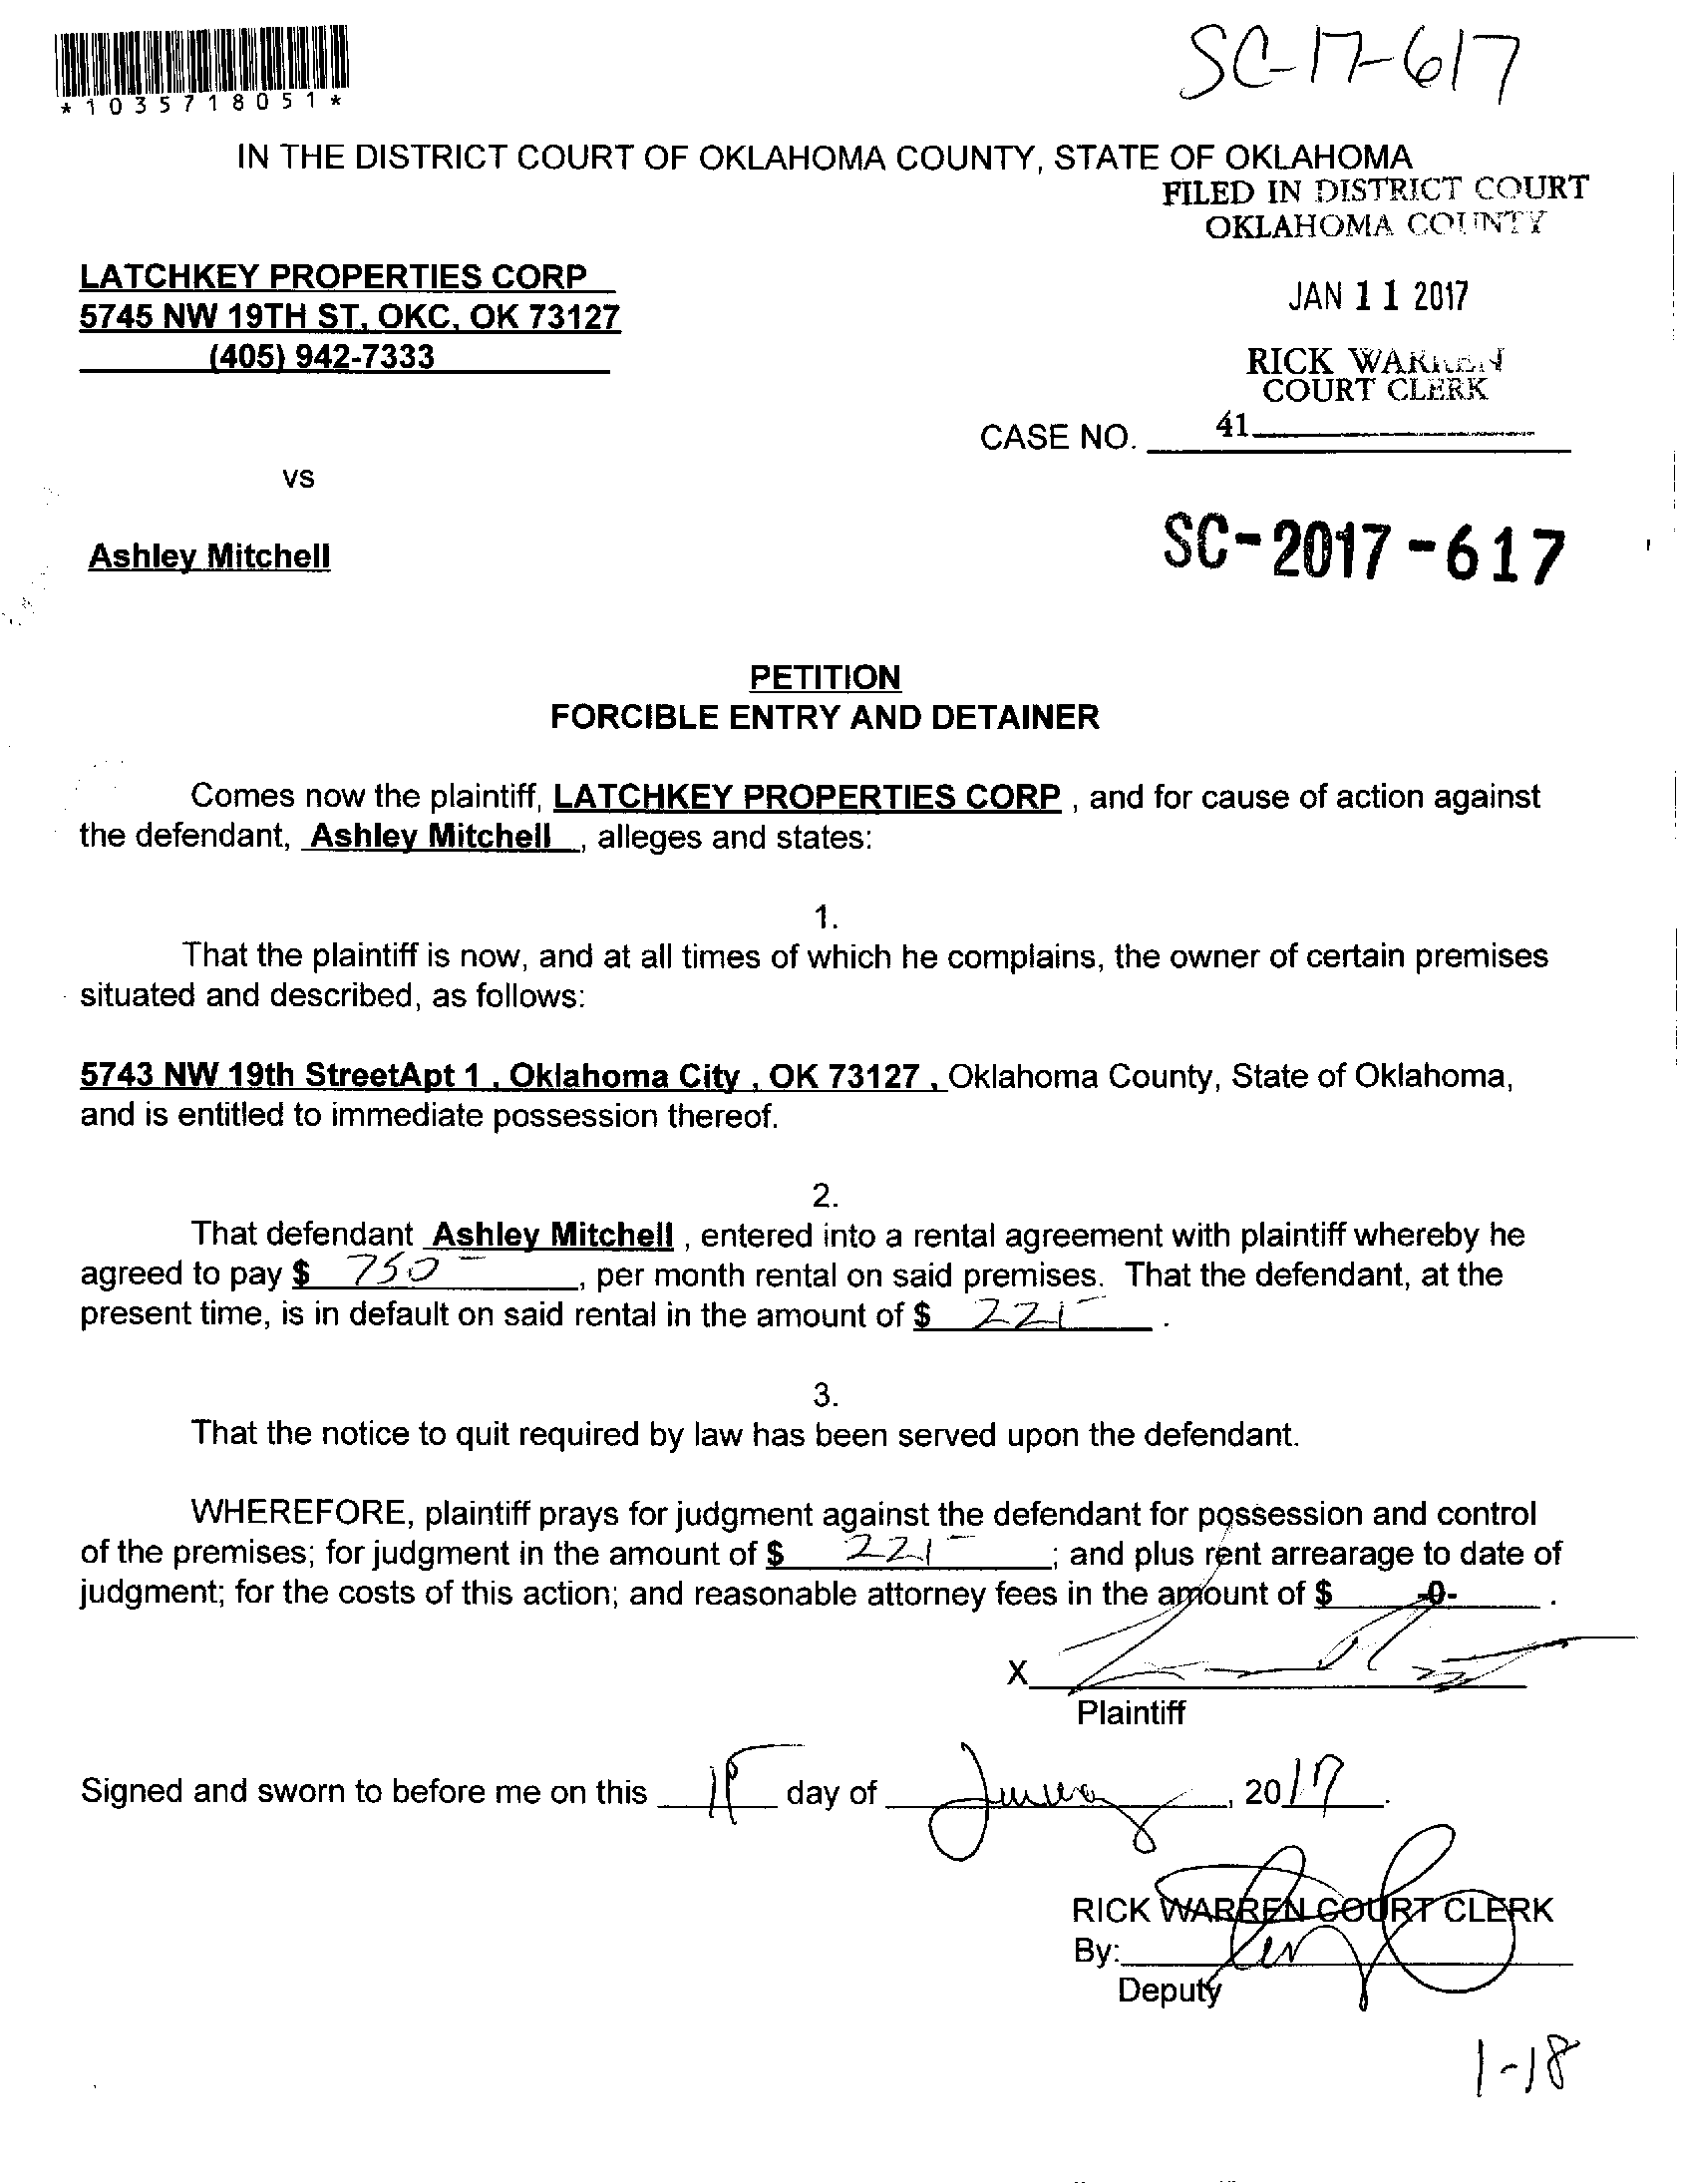 *1035718051*
SC-17-617
IN THE DISTRICT COURT OF OKLAHOMA COUNTY, STATE OF OKLAHOMA
FILED IN DISTRICT COURT
OKLAHOMA COUNTY
LATCHKEY PROPERTIES CORP
5745 NW 19TH ST, OKC, OK 73127
(405) 942-7333
JAN 11 2017
RICK WARREN
COURT CLERK
41
CASE NO.
vs
Ashley Mitchell
SC-2017-617
PETITION
FORCIBLE ENTRY AND DETAINER
Comes now the plaintiff, LATCHKEY PROPERTIES CORP , and for cause of action against
the defendant, Ashley Mitchell , alleges and states:
1.
That the plaintiff is now, and at all times of which he complains, the owner of certain premises
situated and described, as follows:
5743 NW 19th StreetApt 1 , Oklahoma City , OK 73127 , Oklahoma County, State of Oklahoma,
and is entitled to immediate possession thereof.
2.
That defendant Ashley Mitchell , entered into a rental agreement with plaintiff whereby he
agreed to pay $ 750- , per month rental on said premises. That the defendant, at the
present time, is in default on said rental in the amount of $ 221- .
3.
That the notice to quit required by law has been served upon the defendant.
WHEREFORE, plaintiff prays for judgment against the defendant for possession and control
of the premises; for judgment in the amount of $ 221- ; and plus rent arrearage to date of
judgment; for the costs of this action; and reasonable attorney fees in the amount of $ -0- .
X
Plaintiff
Signed and sworn to before me on this day of January, 2017.
RICK WARREN COURT CLERK
By:
Deputy
1-18